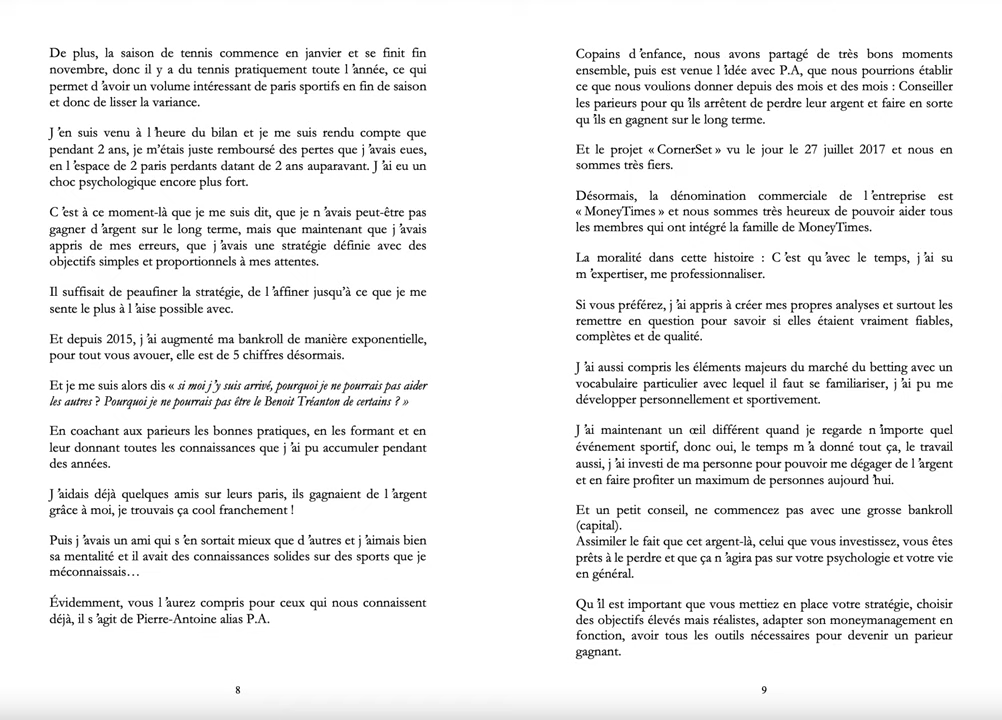 De plus, la saison de tennis commence en janvier et se finit fin
novembre, donc il y a du tennis pratiquement toute l'année, ce qui
permet d'avoir un volume intéressant de paris sportifs en fin de saison
et donc de lisser la variance.
J'en suis venu à l'heure du bilan et je me suis rendu compte que
pendant 2 ans, je m'étais juste remboursé des pertes que j'avais eues,
en l'espace de 2 paris perdants datant de 2 ans auparavant. J'ai eu un
choc psychologique encore plus fort.
C'est à ce moment-là que je me suis dit, que je n'avais peut-être pas
gagner d'argent sur le long terme, mais que maintenant que j'avais
appris de mes erreurs, que j'avais une stratégie définie avec des
objectifs simples et proportionnels à mes attentes.
Il suffisait de peaufiner la stratégie, de l'affiner jusqu'à ce que je me
sente le plus à l'aise possible avec.
Et depuis 2015, j'ai augmenté ma bankroll de manière exponentielle,
pour tout vous avouer, elle est de 5 chiffres désormais.
Et je me suis alors dis « si moi j'y suis arrivé, pourquoi je ne pourrais pas aider
les autres ? Pourquoi je ne pourrais pas être le Benoit Tréanton de certains ? »
En coachant aux parieurs les bonnes pratiques, en les formant et en
leur donnant toutes les connaissances que j'ai pu accumuler pendant
des années.
J'aidais déjà quelques amis sur leurs paris, ils gagnaient de l'argent
grâce à moi, je trouvais ça cool franchement !
Puis j'avais un ami qui s'en sortait mieux que d'autres et j'aimais bien
sa mentalité et il avait des connaissances solides sur des sports que je
méconnaissais…
Évidemment, vous l'aurez compris pour ceux qui nous connaissent
déjà, il s'agit de Pierre-Antoine alias P.A.
8
Copains d'enfance, nous avons partagé de très bons moments
ensemble, puis est venue l'idée avec P.A, que nous pourrions établir
ce que nous voulions donner depuis des mois et des mois : Conseiller
les parieurs pour qu'ils arrêtent de perdre leur argent et faire en sorte
qu'ils en gagnent sur le long terme.
Et le projet « CornerSet » vu le jour le 27 juillet 2017 et nous en
sommes très fiers.
Désormais, la dénomination commerciale de l'entreprise est
« MoneyTimes » et nous sommes très heureux de pouvoir aider tous
les membres qui ont intégré la famille de MoneyTimes.
La moralité dans cette histoire : C'est qu'avec le temps, j'ai su
m'expertiser, me professionnaliser.
Si vous préférez, j'ai appris à créer mes propres analyses et surtout les
remettre en question pour savoir si elles étaient vraiment fiables,
complètes et de qualité.
J'ai aussi compris les éléments majeurs du marché du betting avec un
vocabulaire particulier avec lequel il faut se familiariser, j'ai pu me
développer personnellement et sportivement.
J'ai maintenant un œil différent quand je regarde n'importe quel
événement sportif, donc oui, le temps m'a donné tout ça, le travail
aussi, j'ai investi de ma personne pour pouvoir me dégager de l'argent
et en faire profiter un maximum de personnes aujourd'hui.
Et un petit conseil, ne commencez pas avec une grosse bankroll
(capital).
Assimiler le fait que cet argent-là, celui que vous investissez, vous êtes
prêts à le perdre et que ça n'agira pas sur votre psychologie et votre vie
en général.
Qu'il est important que vous mettiez en place votre stratégie, choisir
des objectifs élevés mais réalistes, adapter son moneymanagement en
fonction, avoir tous les outils nécessaires pour devenir un parieur
gagnant.
9